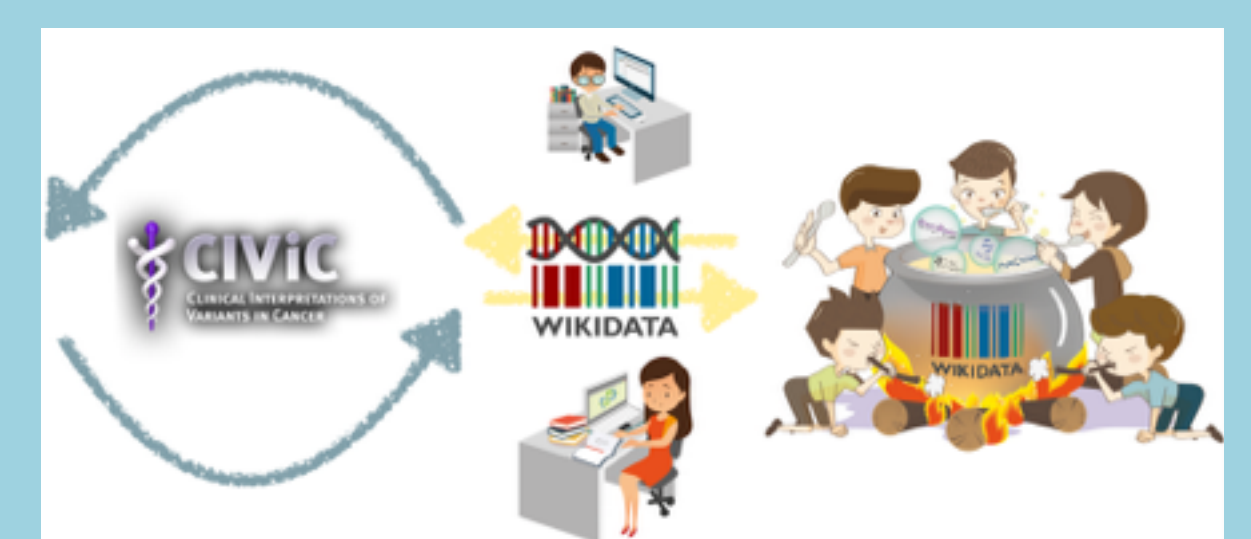 CIViC
CLINICAL INTERPRETATIONS OF
VARIANTS IN CANCER
WIKIDATA
WIKIDATA